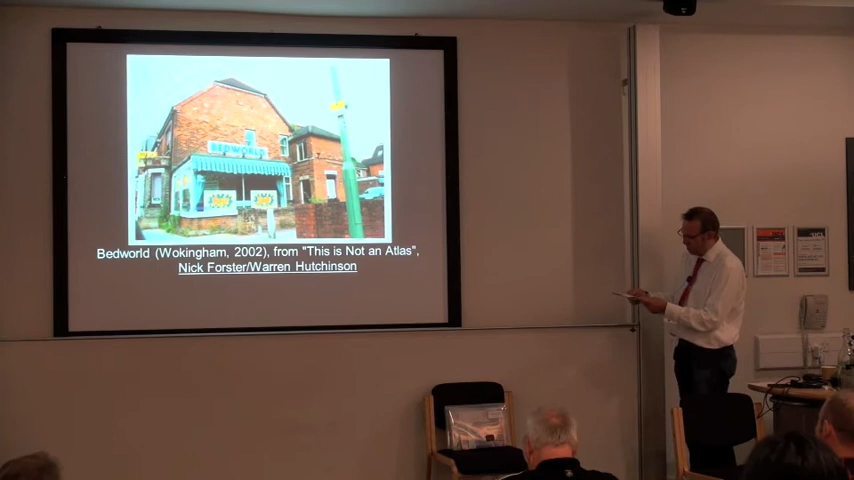 BEDWORLD
Bedworld (Wokingham, 2002), from "This is Not an Atlas",
Nick Forster/Warren Hutchinson